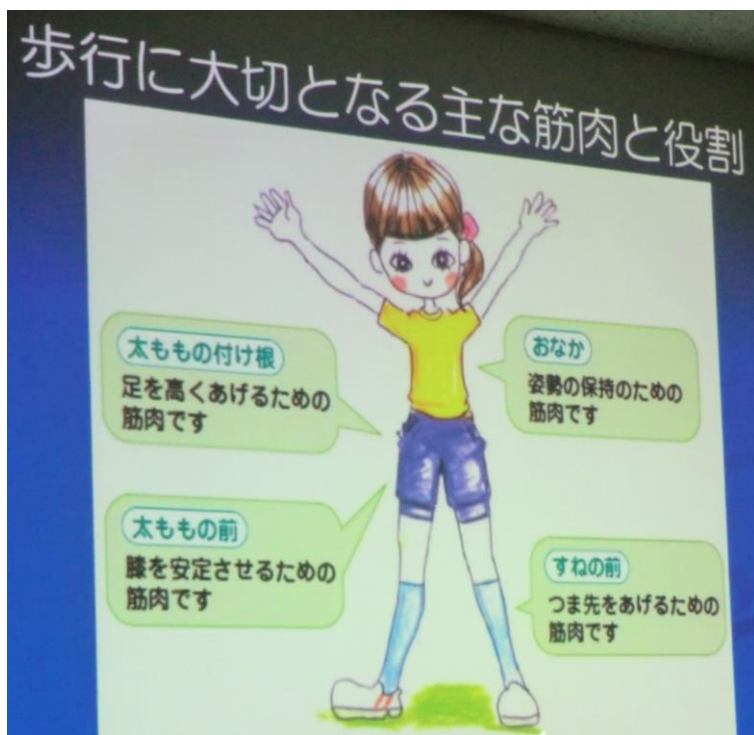 歩行に大切となる主な筋肉と役割
太ももの付け根
足を高くあげるための
筋肉です
おなか
姿勢の保持のための
筋肉です
太ももの前
膝を安定させるための
筋肉です
すねの前
つま先をあげるための
筋肉です